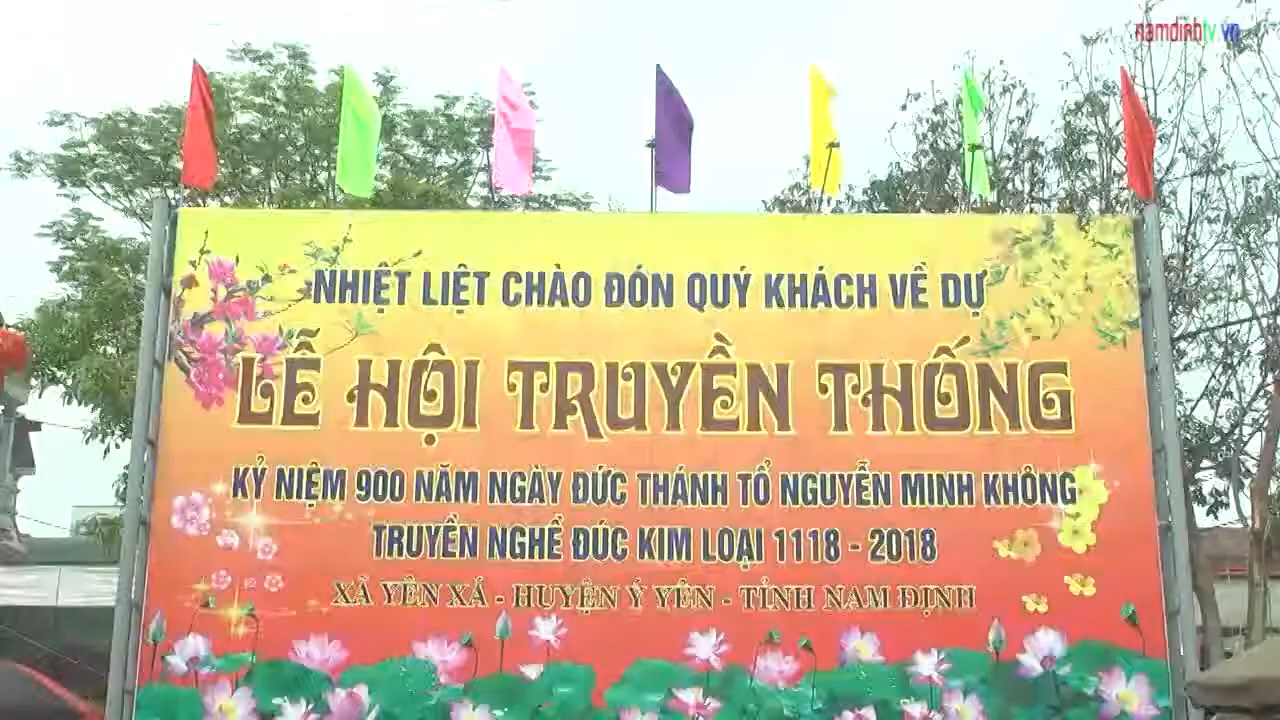 namdinhtv.vn
NHIỆT LIỆT CHÀO ĐÓN QUÝ KHÁCH VỀ DỰ
LỄ HỘI TRUYỀN THỐNG
KỶ NIỆM 900 NĂM NGÀY ĐỨC THÁNH TỔ NGUYỄN MINH KHÔNG
TRUYỀN NGHỀ ĐÚC KIM LOẠI 1118 - 2018
XÃ YÊN XÁ - HUYỆN Ý YÊN - TỈNH NAM ĐỊNH